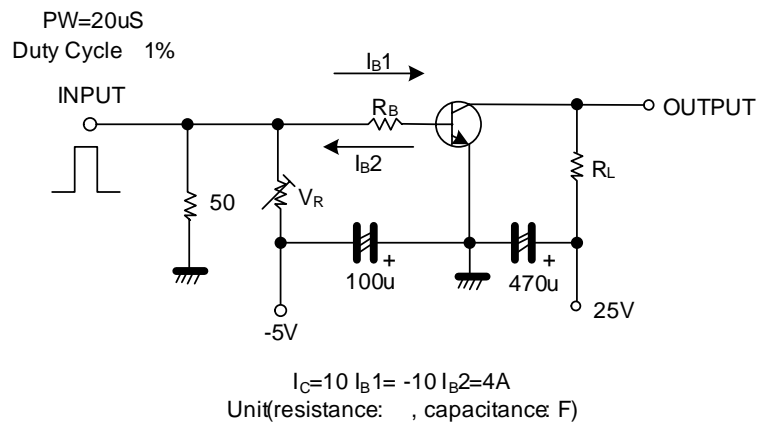 PW=20uS
Duty Cycle 1%
INPUT
IB1
RB
OUTPUT
IB2
RL
50
VR
+
100u
+
470u
-5V
25V
IC=10 IB1= -10 IB2=4A
Unit(resistance: , capacitance: F)